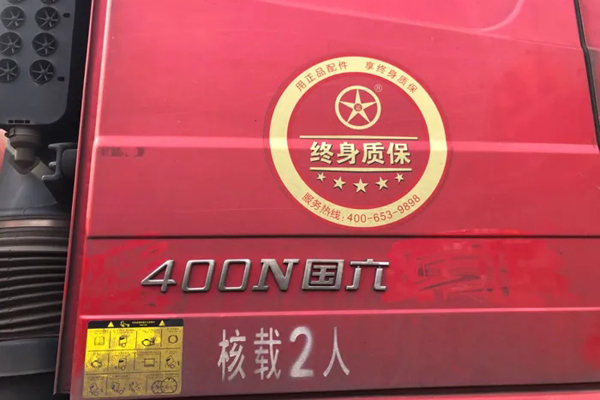 用正品配件 享终身质保
®
终身质保
服务热线:400-653-9898
400N国六
核载2人